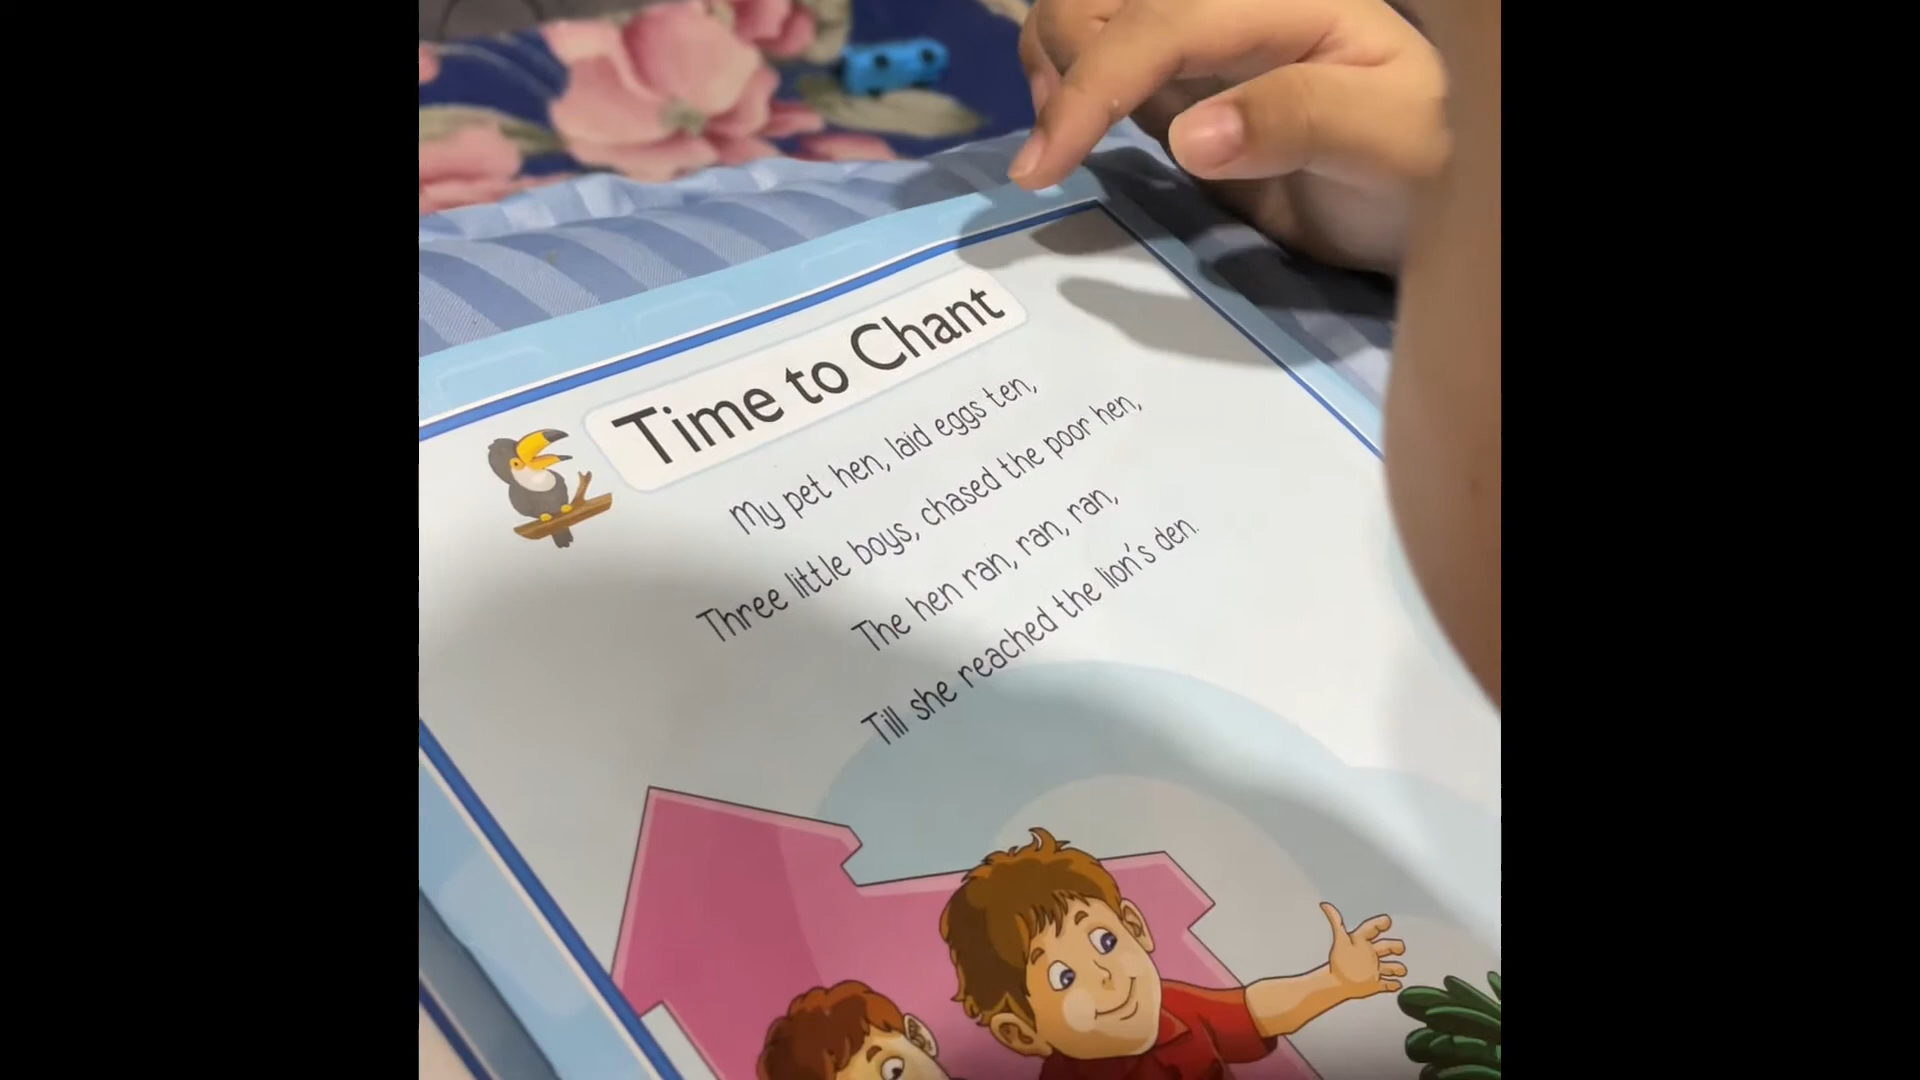 Time to Chant
My pet hen, laid eggs ten,
Three little boys, chased the poor hen,
The hen ran, ran, ran,
Till she reached the lion's den.